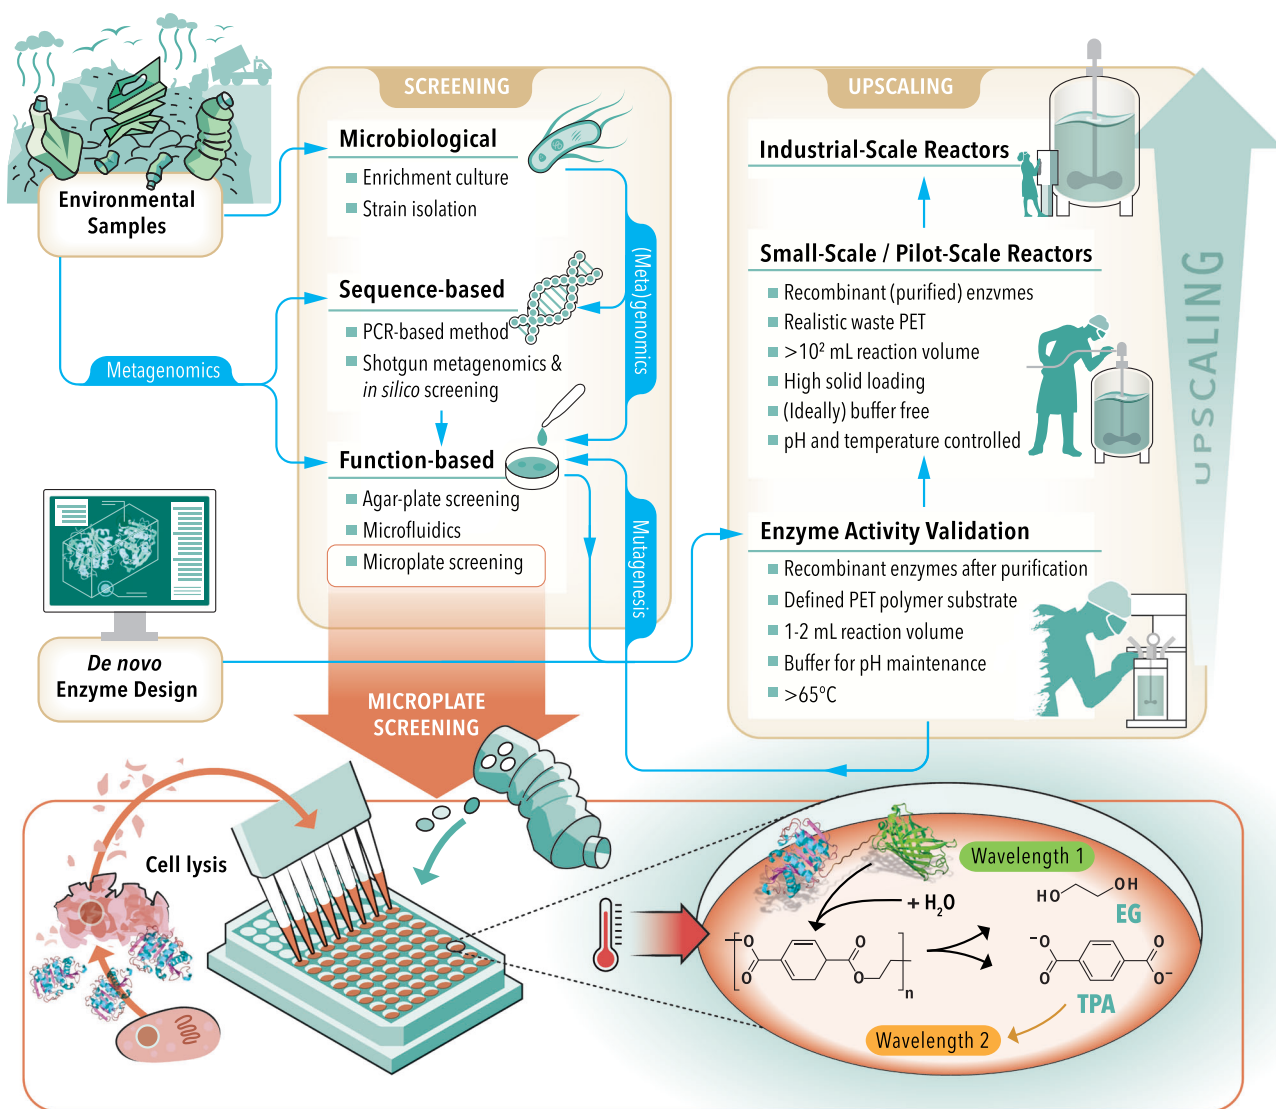 SCREENING
Microbiological
Enrichment culture
Strain isolation
Environmental
Samples
Sequence-based
PCR-based method
Shotgun metagenomics &
in silico screening
Metagenomics
(Meta)genomics
Function-based
Agar-plate screening
Microfluidics
Microplate screening
Mutagenesis
De novo
Enzyme Design
UPSCALING
Industrial-Scale Reactors
Small-Scale / Pilot-Scale Reactors
Recombinant (purified) enzvmes
Realistic waste PET
>10² mL reaction volume
High solid loading
(Ideally) buffer free
pH and temperature controlled
Enzyme Activity Validation
Recombinant enzymes after purification
Defined PET polymer substrate
1-2 mL reaction volume
Buffer for pH maintenance
>65ºC
UPSCALING
MICROPLATE
SCREENING
Cell lysis
Wavelength 1
+ H₂O
HO
OH
EG
O
O
O
O
n
⁻O
O
O
O⁻
TPA
Wavelength 2